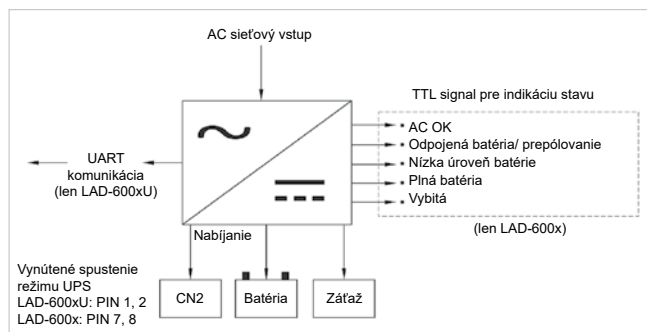 AC sieťový vstup
TTL signal pre indikáciu stavu
AC OK
Odpojená batéria/ prepólovanie
Nízka úroveň batérie
Plná batéria
Vybitá
(len LAD-600x)
UART
komunikácia
(len LAD-600xU)
Nabíjanie
Vynútené spustenie
režimu UPS
LAD-600xU: PIN 1, 2
LAD-600x: PIN 7, 8
CN2
Batéria
Záťaž